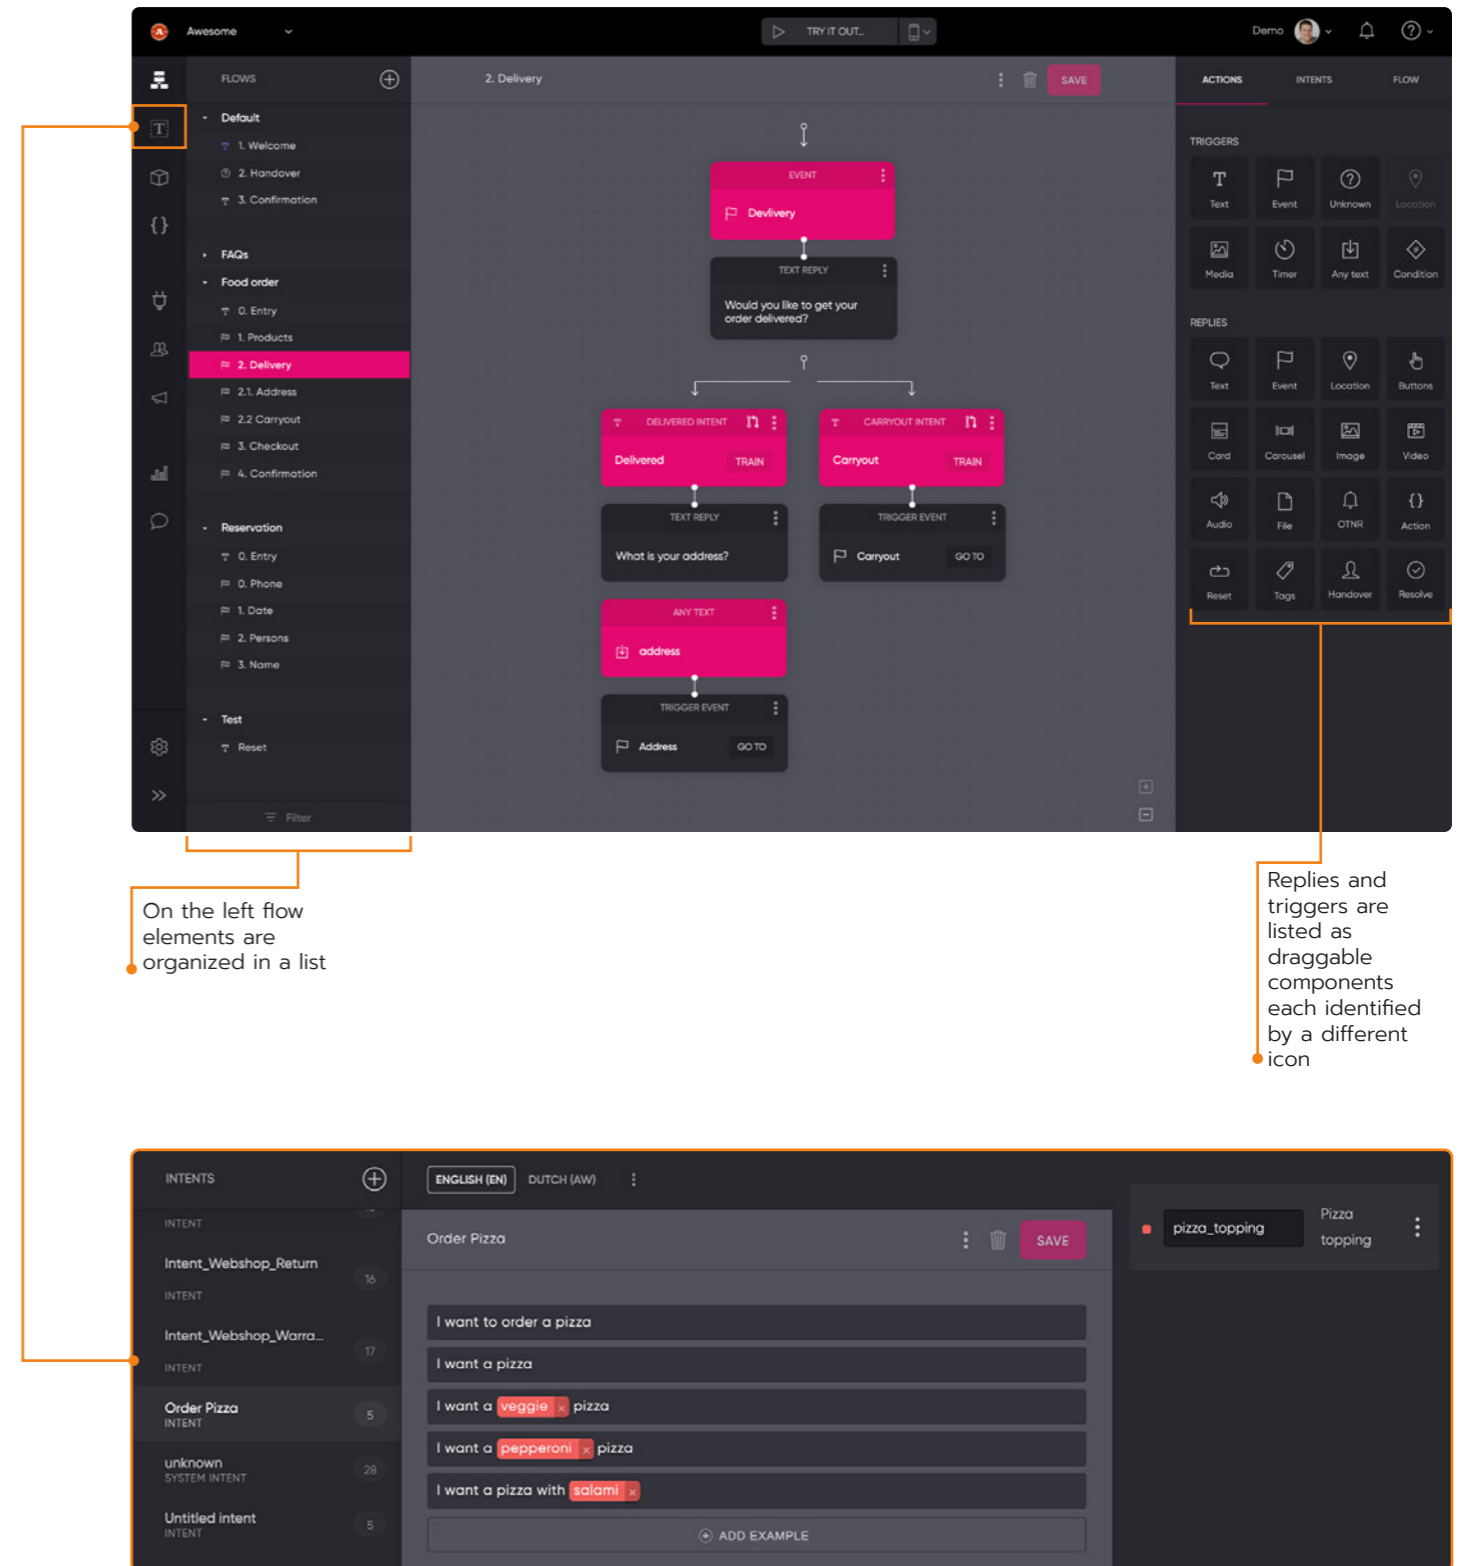 Awesome
TRY IT OUT...
Demo
FLOWS
2. Delivery
SAVE
ACTIONS
INTENTS
FLOW
Default
1. Welcome
2. Handover
3. Confirmation
FAQs
Food order
0. Entry
1. Products
2. Delivery
2.1. Address
2.2 Carryout
3. Checkout
4. Confirmation
Reservation
0. Entry
0. Phone
1. Date
2. Persons
3. Name
Test
Reset
Filter
EVENT
Devlivery
TEXT REPLY
Would you like to get your
order delivered?
DELIVERED INTENT
Delivered
TRAIN
CARRYOUT INTENT
Carryout
TRAIN
TEXT REPLY
What is your address?
TRIGGER EVENT
Carryout
GO TO
ANY TEXT
address
TRIGGER EVENT
Address
GO TO
TRIGGERS
Text
Event
Unknown
Location
Media
Timer
Any text
Condition
REPLIES
Text
Event
Location
Buttons
Card
Carousel
Image
Video
Audio
File
OTNR
Action
Reset
Tags
Handover
Resolve
On the left flow
elements are
organized in a list
Replies and
triggers are
listed as
draggable
components
each identified
by a different
icon
INTENTS
ENGLISH (EN)
DUTCH (AW)
INTENT
Intent_Webshop_Return
16
INTENT
Intent_Webshop_Warra...
17
INTENT
Order Pizza
5
INTENT
unknown
28
SYSTEM INTENT
Untitled intent
5
INTENT
Order Pizza
SAVE
I want to order a pizza
I want a pizza
I want a veggie x pizza
I want a pepperoni x pizza
I want a pizza with salami x
ADD EXAMPLE
pizza_topping
Pizza
topping